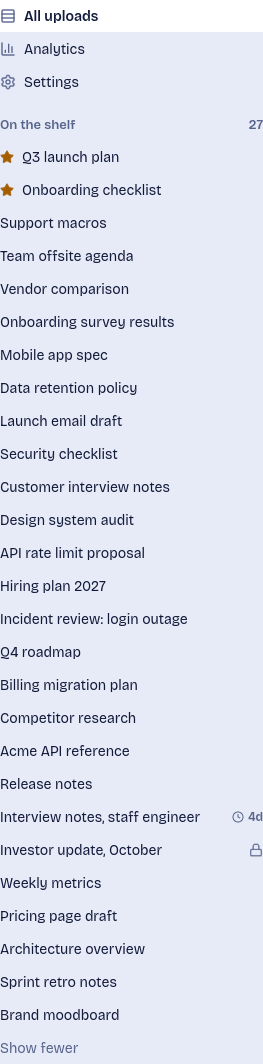 All uploads
Analytics
Settings
On the shelf 27
Q3 launch plan
Onboarding checklist
Support macros
Team offsite agenda
Vendor comparison
Onboarding survey results
Mobile app spec
Data retention policy
Launch email draft
Security checklist
Customer interview notes
Design system audit
API rate limit proposal
Hiring plan 2027
Incident review: login outage
Q4 roadmap
Billing migration plan
Competitor research
Acme API reference
Release notes
Interview notes, staff engineer 4d
Investor update, October
Weekly metrics
Pricing page draft
Architecture overview
Sprint retro notes
Brand moodboard
Show fewer